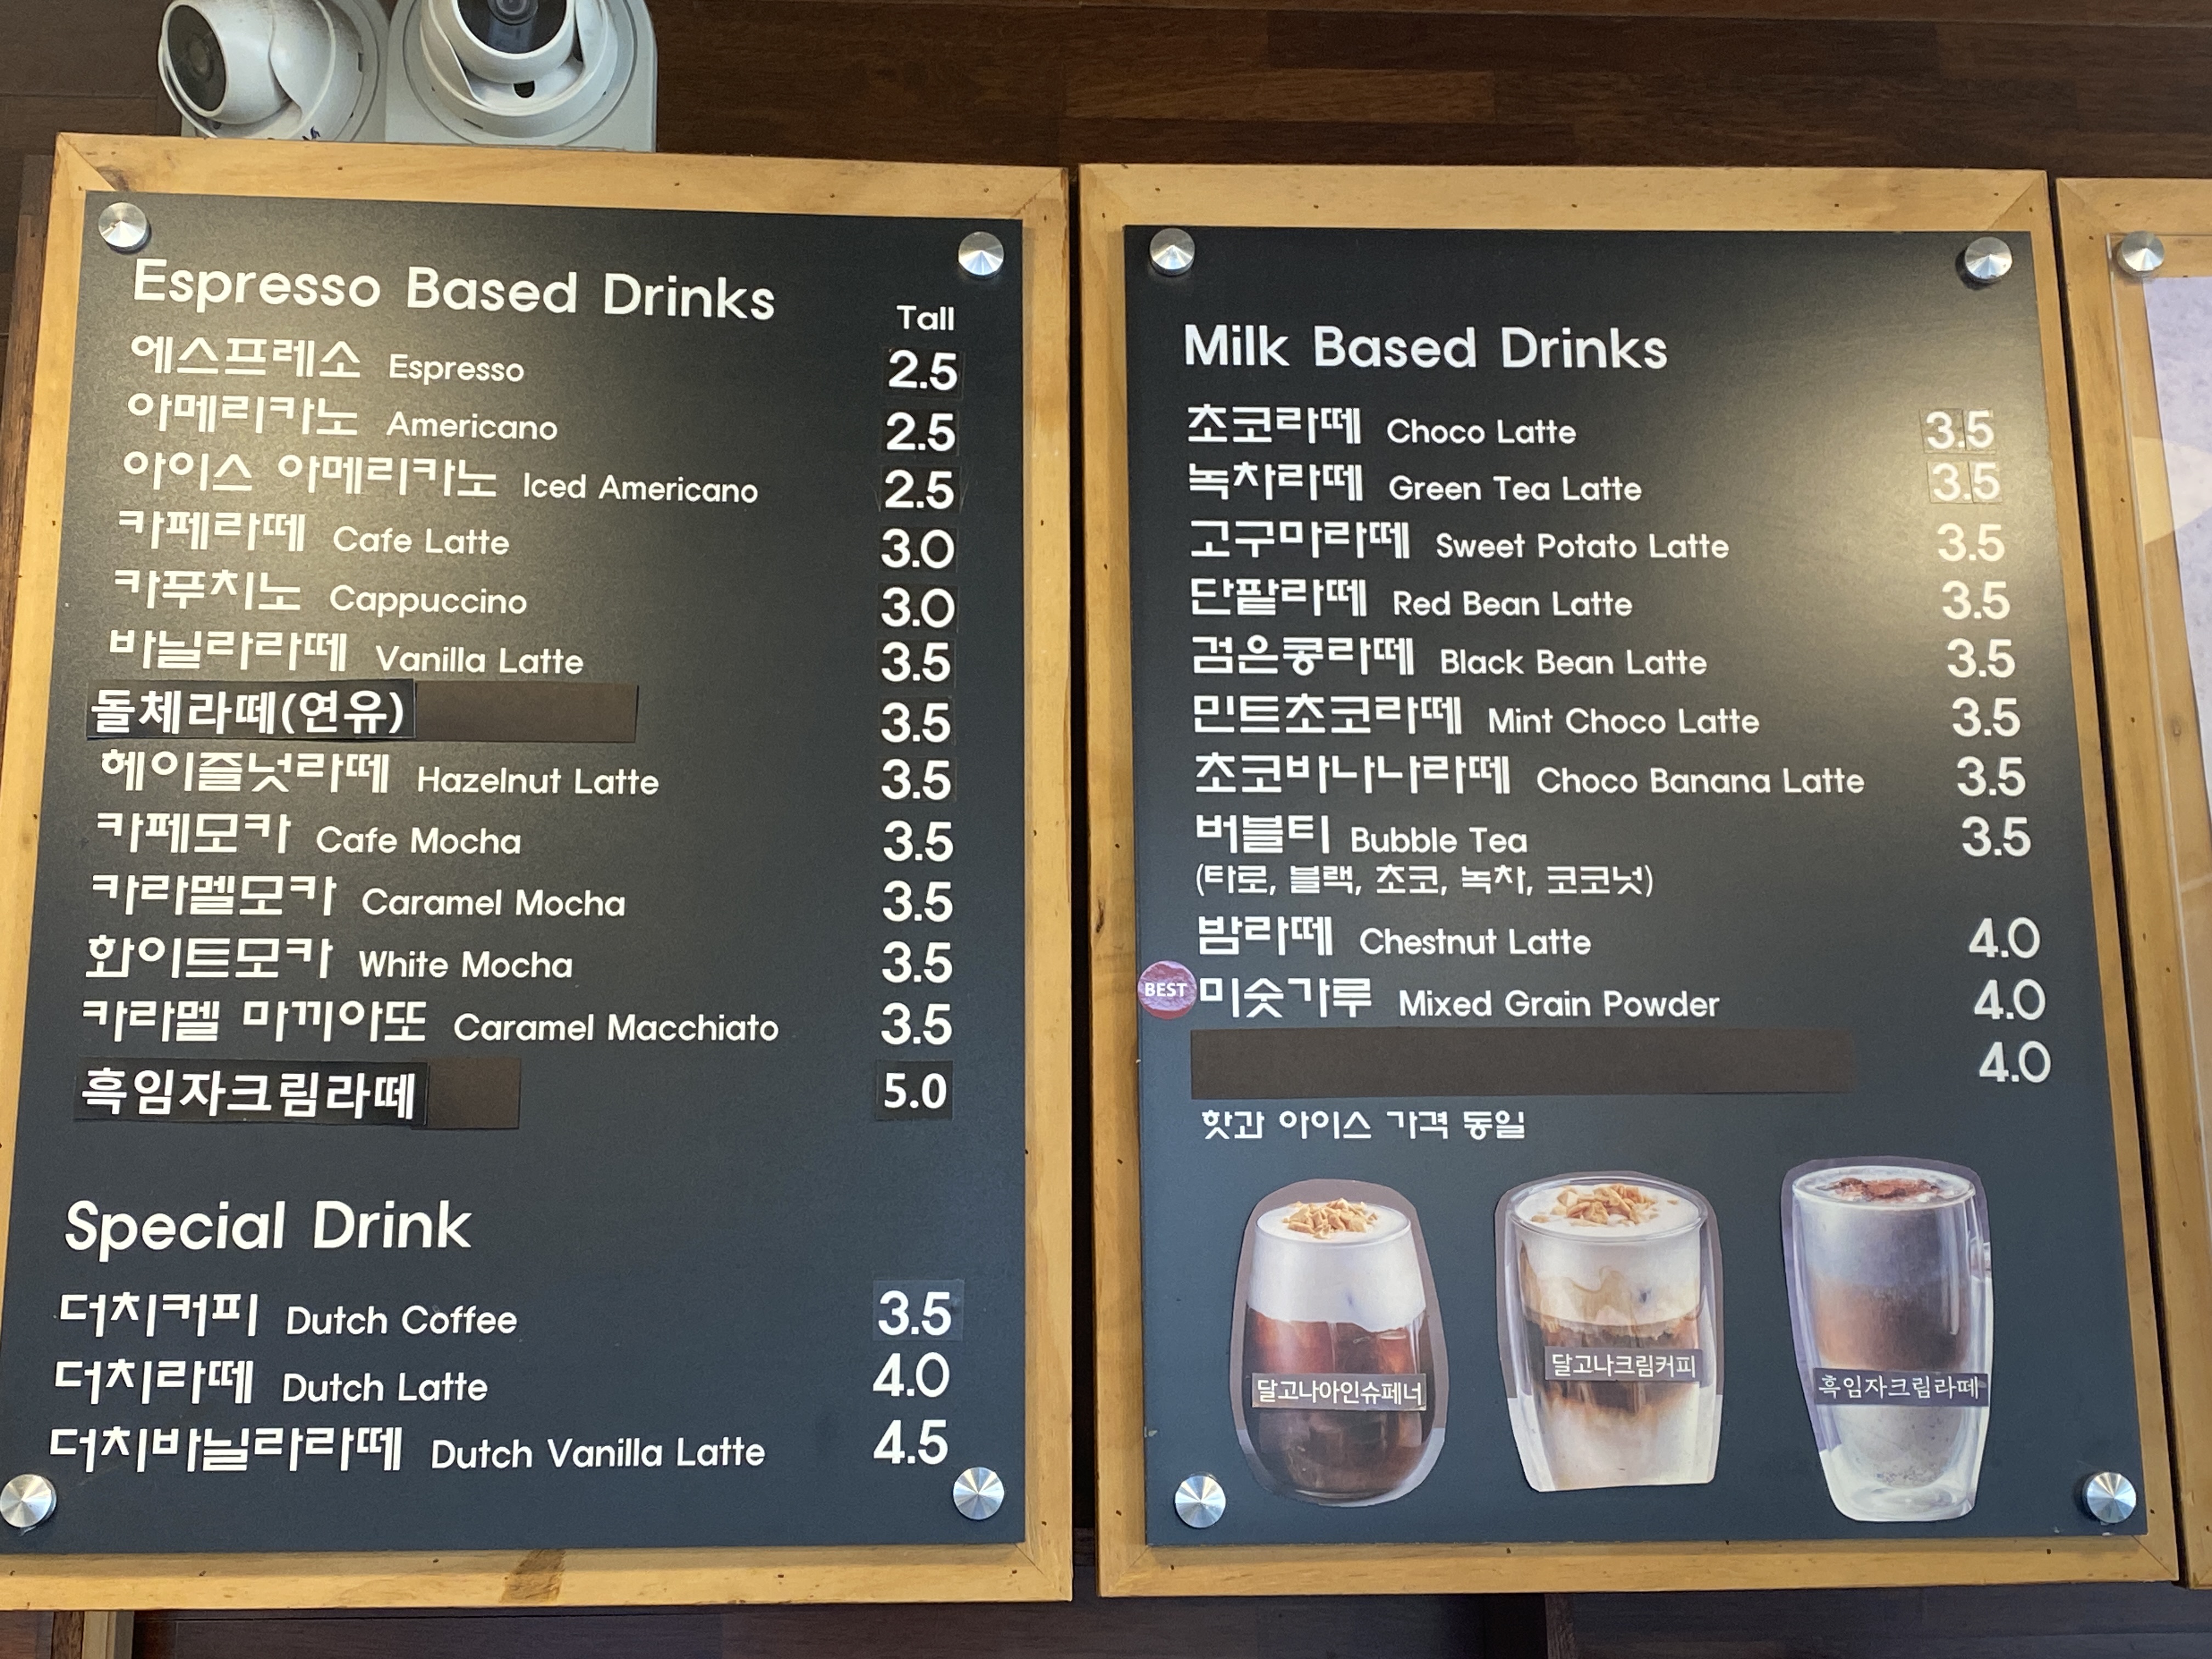 Espresso Based Drinks
Tall
에스프레소 Espresso 2.5
아메리카노 Americano 2.5
아이스 아메리카노 Iced Americano 2.5
카페라떼 Cafe Latte 3.0
카푸치노 Cappuccino 3.0
바닐라라떼 Vanilla Latte 3.5
돌체라떼(연유) 3.5
헤이즐넛라떼 Hazelnut Latte 3.5
카페모카 Cafe Mocha 3.5
카라멜모카 Caramel Mocha 3.5
화이트모카 White Mocha 3.5
카라멜 마끼아또 Caramel Macchiato 3.5
흑임자크림라떼 5.0
Special Drink
더치커피 Dutch Coffee 3.5
더치라떼 Dutch Latte 4.0
더치바닐라라떼 Dutch Vanilla Latte 4.5
Milk Based Drinks
초코라떼 Choco Latte 3.5
녹차라떼 Green Tea Latte 3.5
고구마라떼 Sweet Potato Latte 3.5
단팥라떼 Red Bean Latte 3.5
검은콩라떼 Black Bean Latte 3.5
민트초코라떼 Mint Choco Latte 3.5
초코바나나라떼 Choco Banana Latte 3.5
버블티 Bubble Tea 3.5
(타로, 블랙, 초코, 녹차, 코코넛)
밤라떼 Chestnut Latte 4.0
BEST 미숫가루 Mixed Grain Powder 4.0
4.0
핫과 아이스 가격 동일
달고나아인슈페너
달고나크림커피
흑임자크림라떼